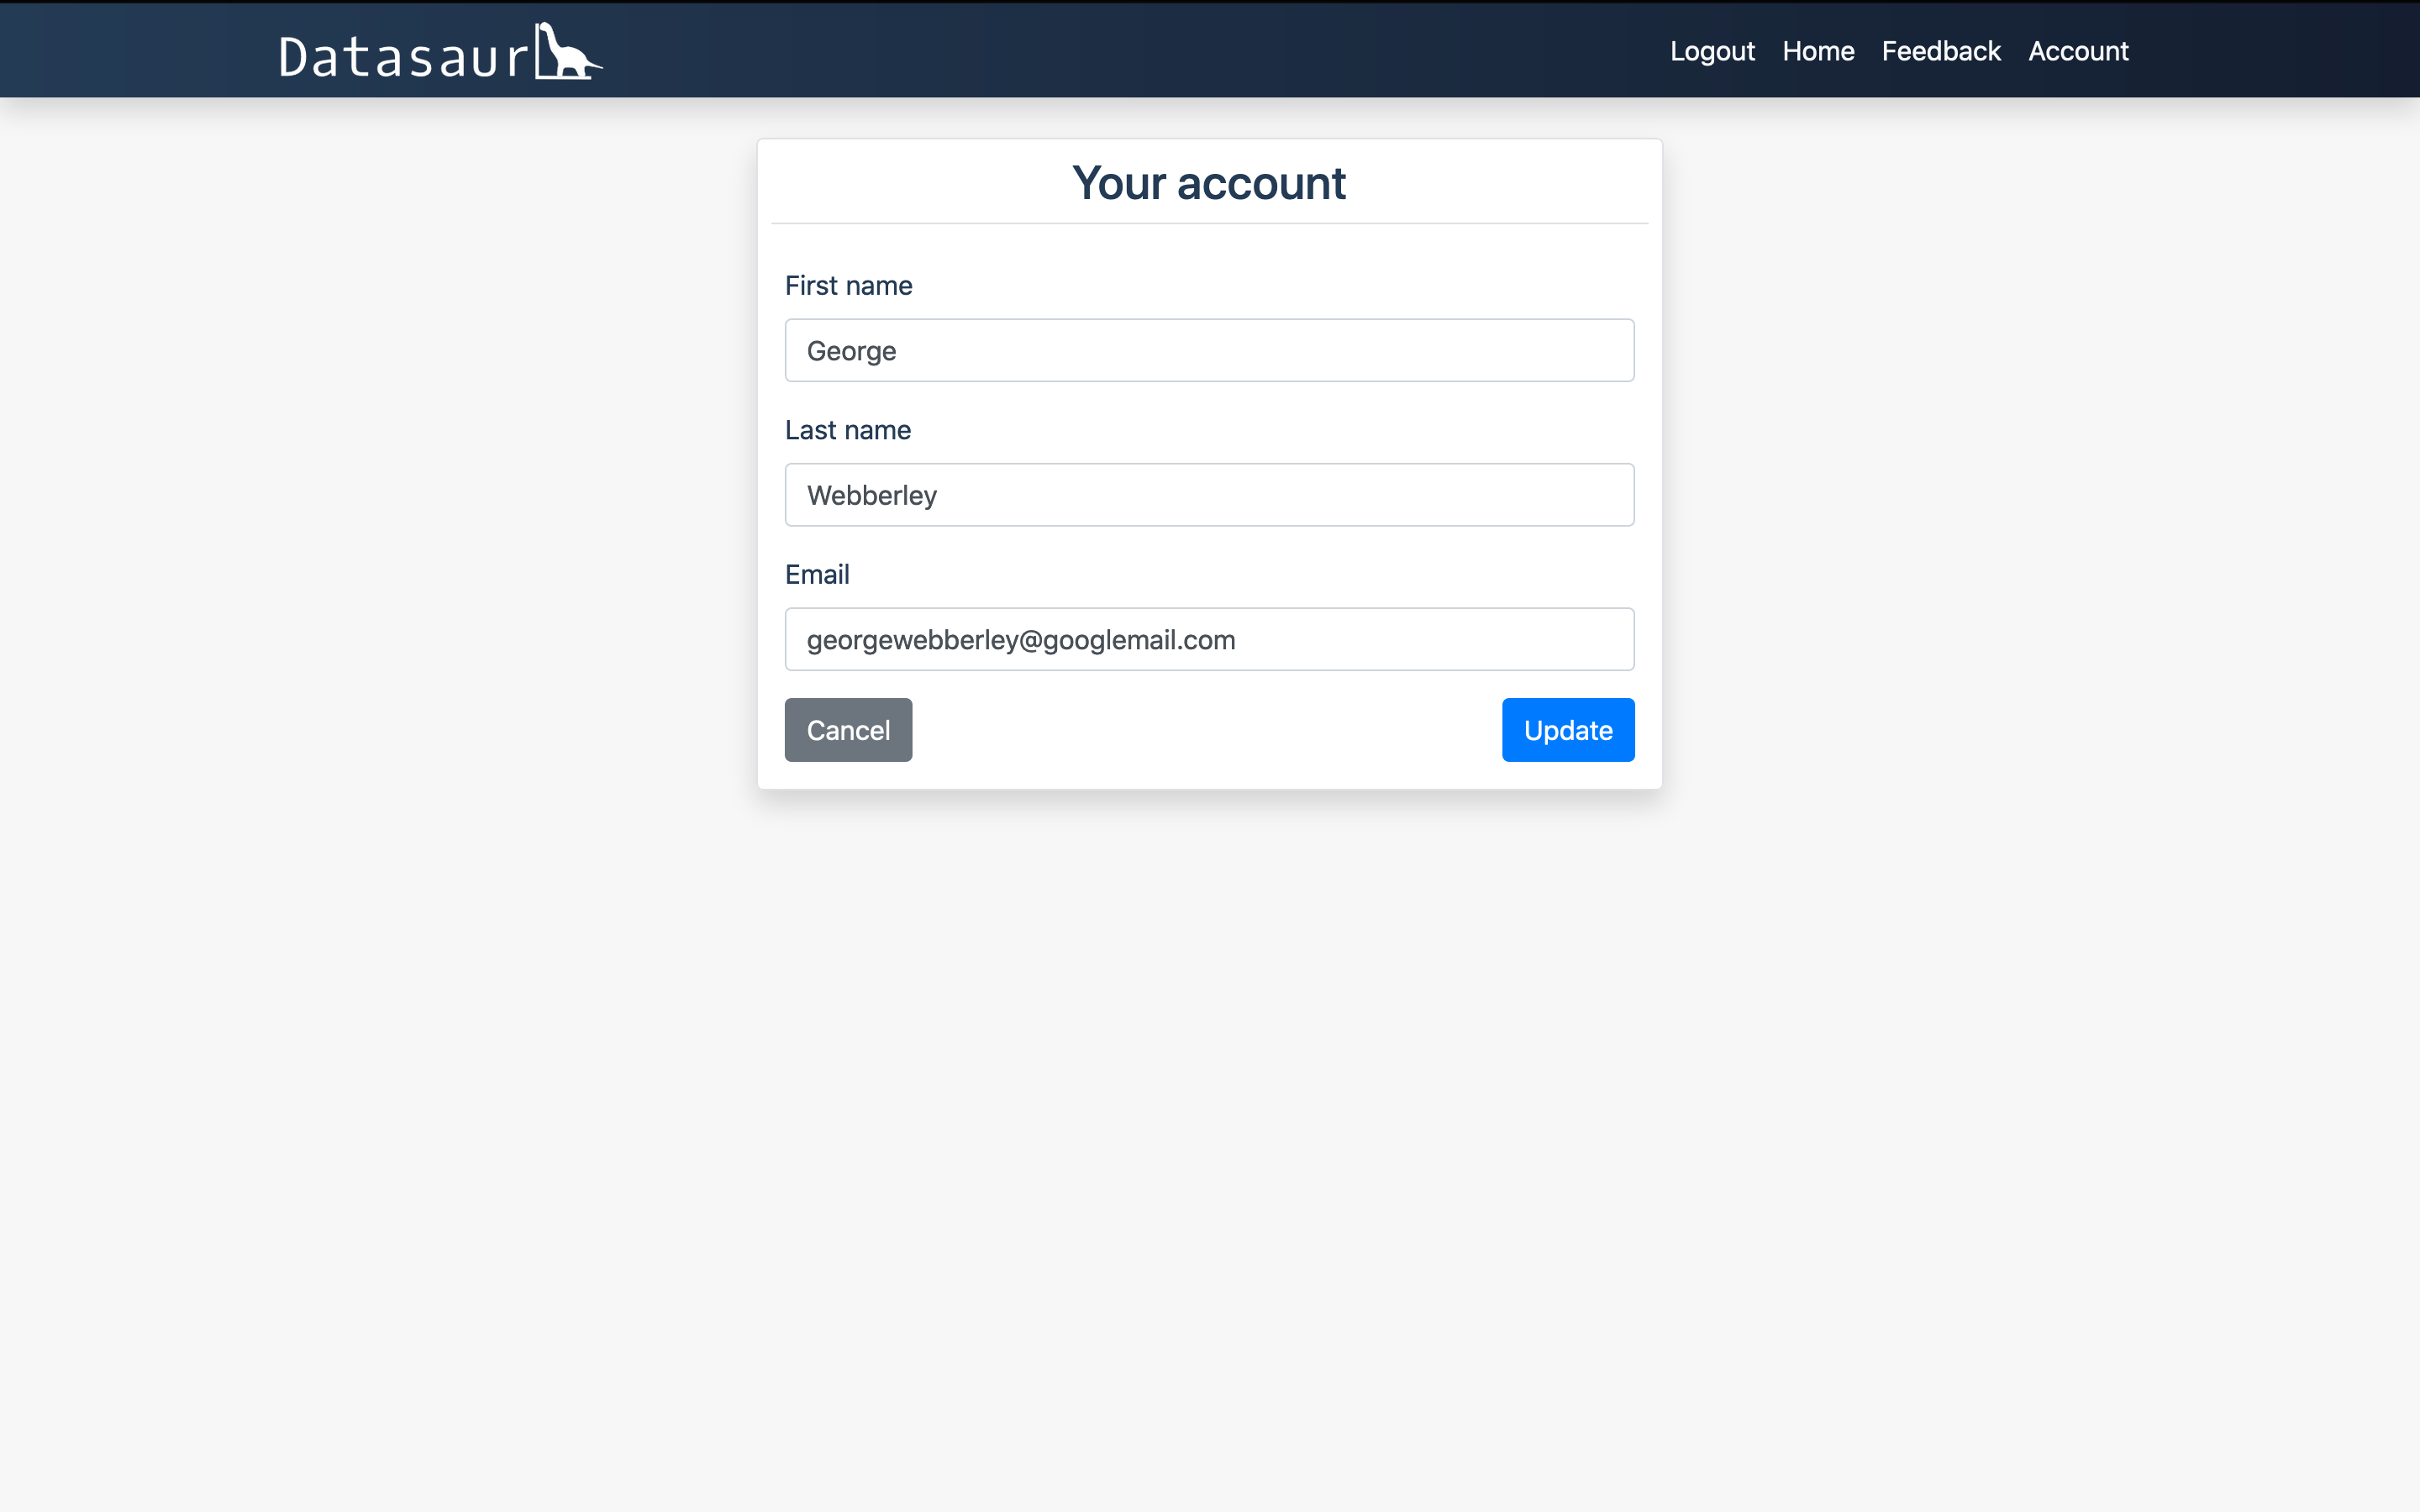 Datasaur
Logout Home Feedback Account
Your account
First name
George
Last name
Webberley
Email
georgewebberley@googlemail.com
Cancel Update